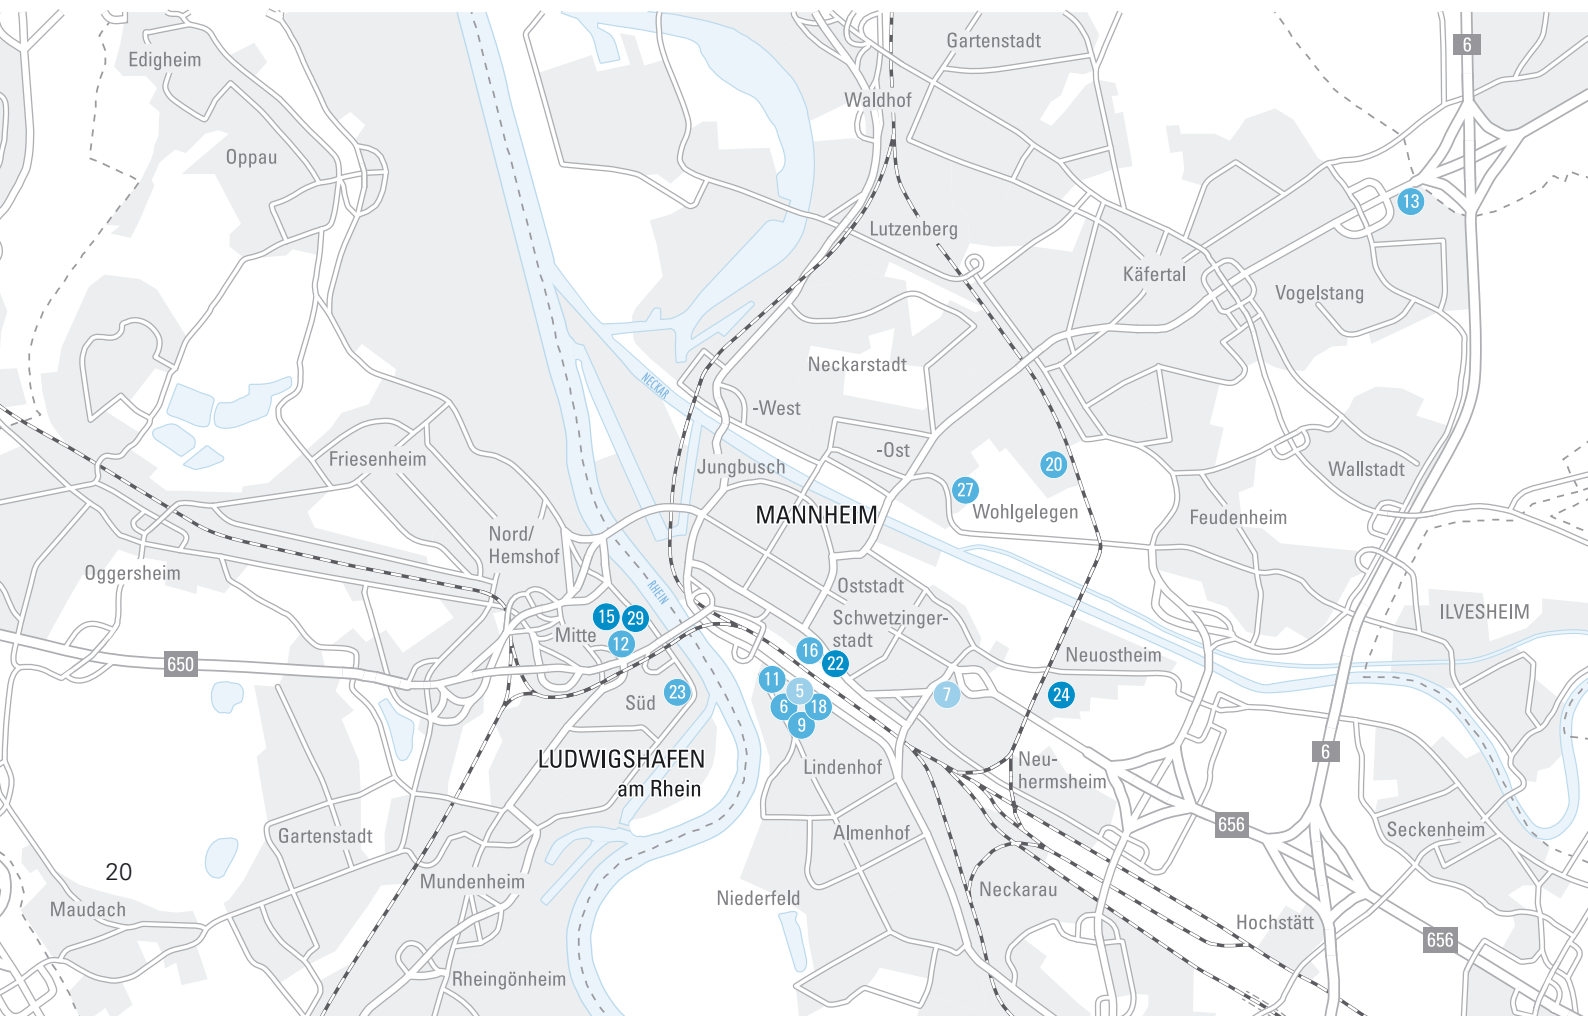 Gartenstadt
6
Edigheim
Waldhof
Oppau
13
Lutzenberg
Käfertal
Vogelstang
Neckarstadt
NECKAR
-West
-Ost
Friesenheim
Jungbusch
20
Wallstadt
27
MANNHEIM
Wohlgelegen
Feudenheim
Nord/
Hemshof
Oggersheim
RHEIN
Oststadt
15
29
Schwetzinger-
stadt
ILVESHEIM
Mitte
12
16
22
Neuostheim
650
11
5
7
24
Süd
23
6
18
9
LUDWIGSHAFEN
am Rhein
Lindenhof
Neu-
hermsheim
6
Gartenstadt
Almenhof
656
Seckenheim
20
Mundenheim
Niederfeld
Neckarau
Maudach
Hochstätt
656
Rheingönheim